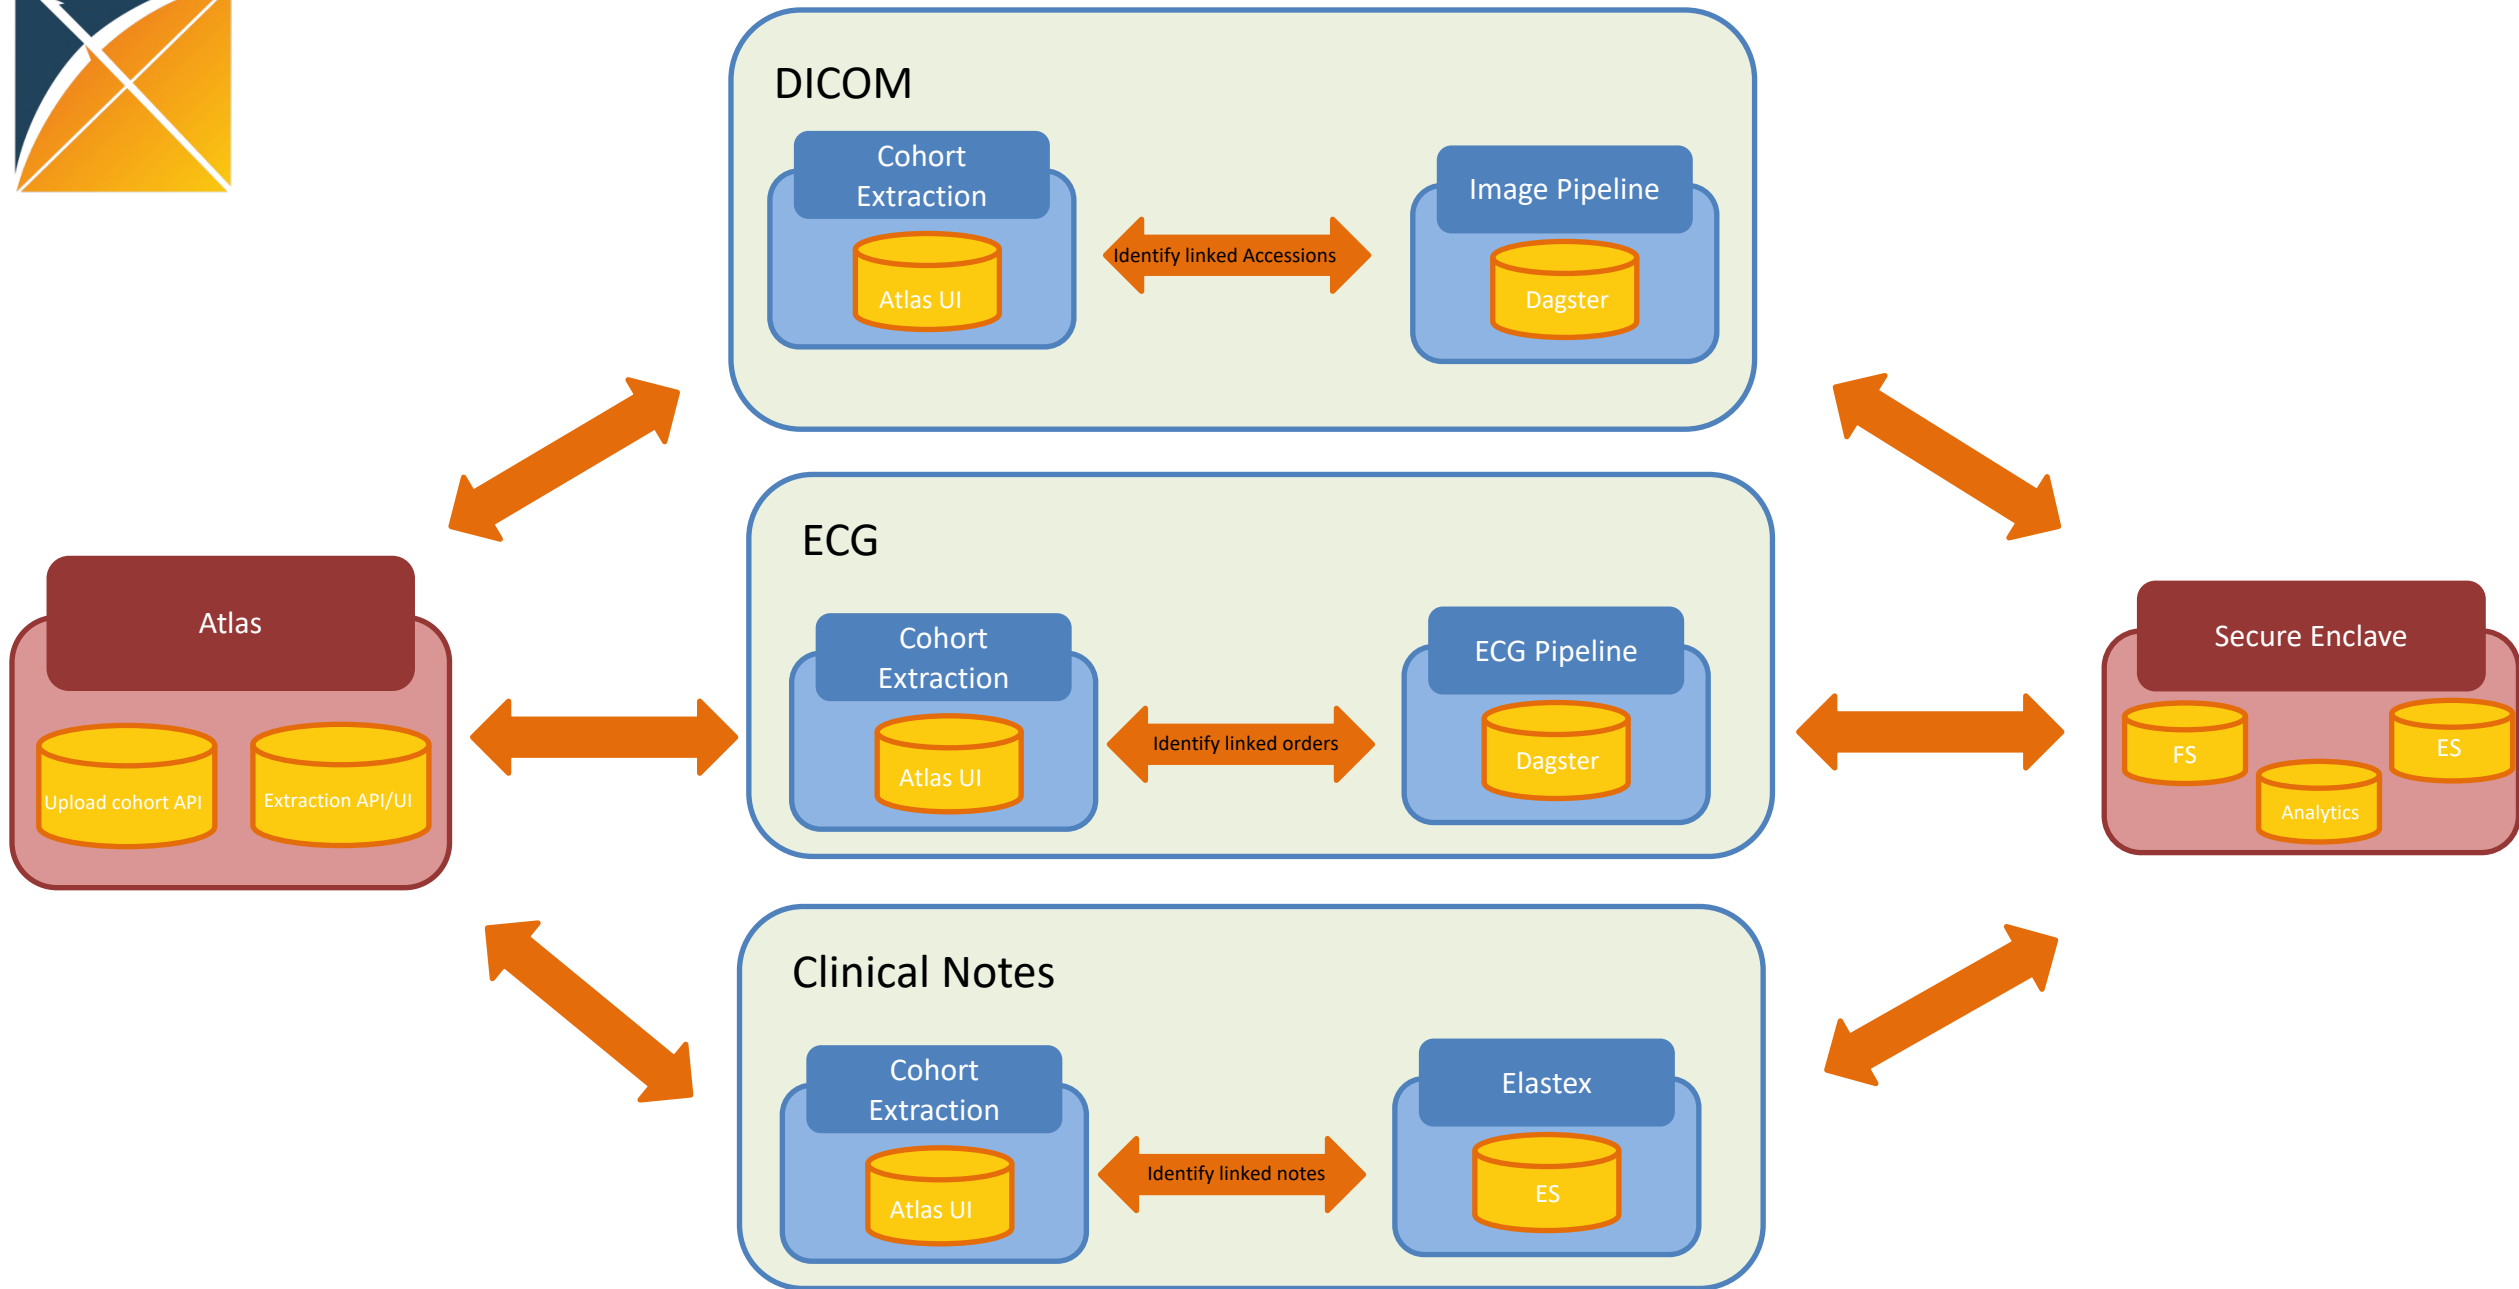 DICOM
Cohort
Extraction
Atlas UI
Identify linked Accessions
Image Pipeline
Dagster
ECG
Cohort
Extraction
Atlas UI
Identify linked orders
ECG Pipeline
Dagster
Atlas
Upload cohort API
Extraction API/UI
Secure Enclave
FS
ES
Analytics
Clinical Notes
Cohort
Extraction
Atlas UI
Identify linked notes
Elastex
ES